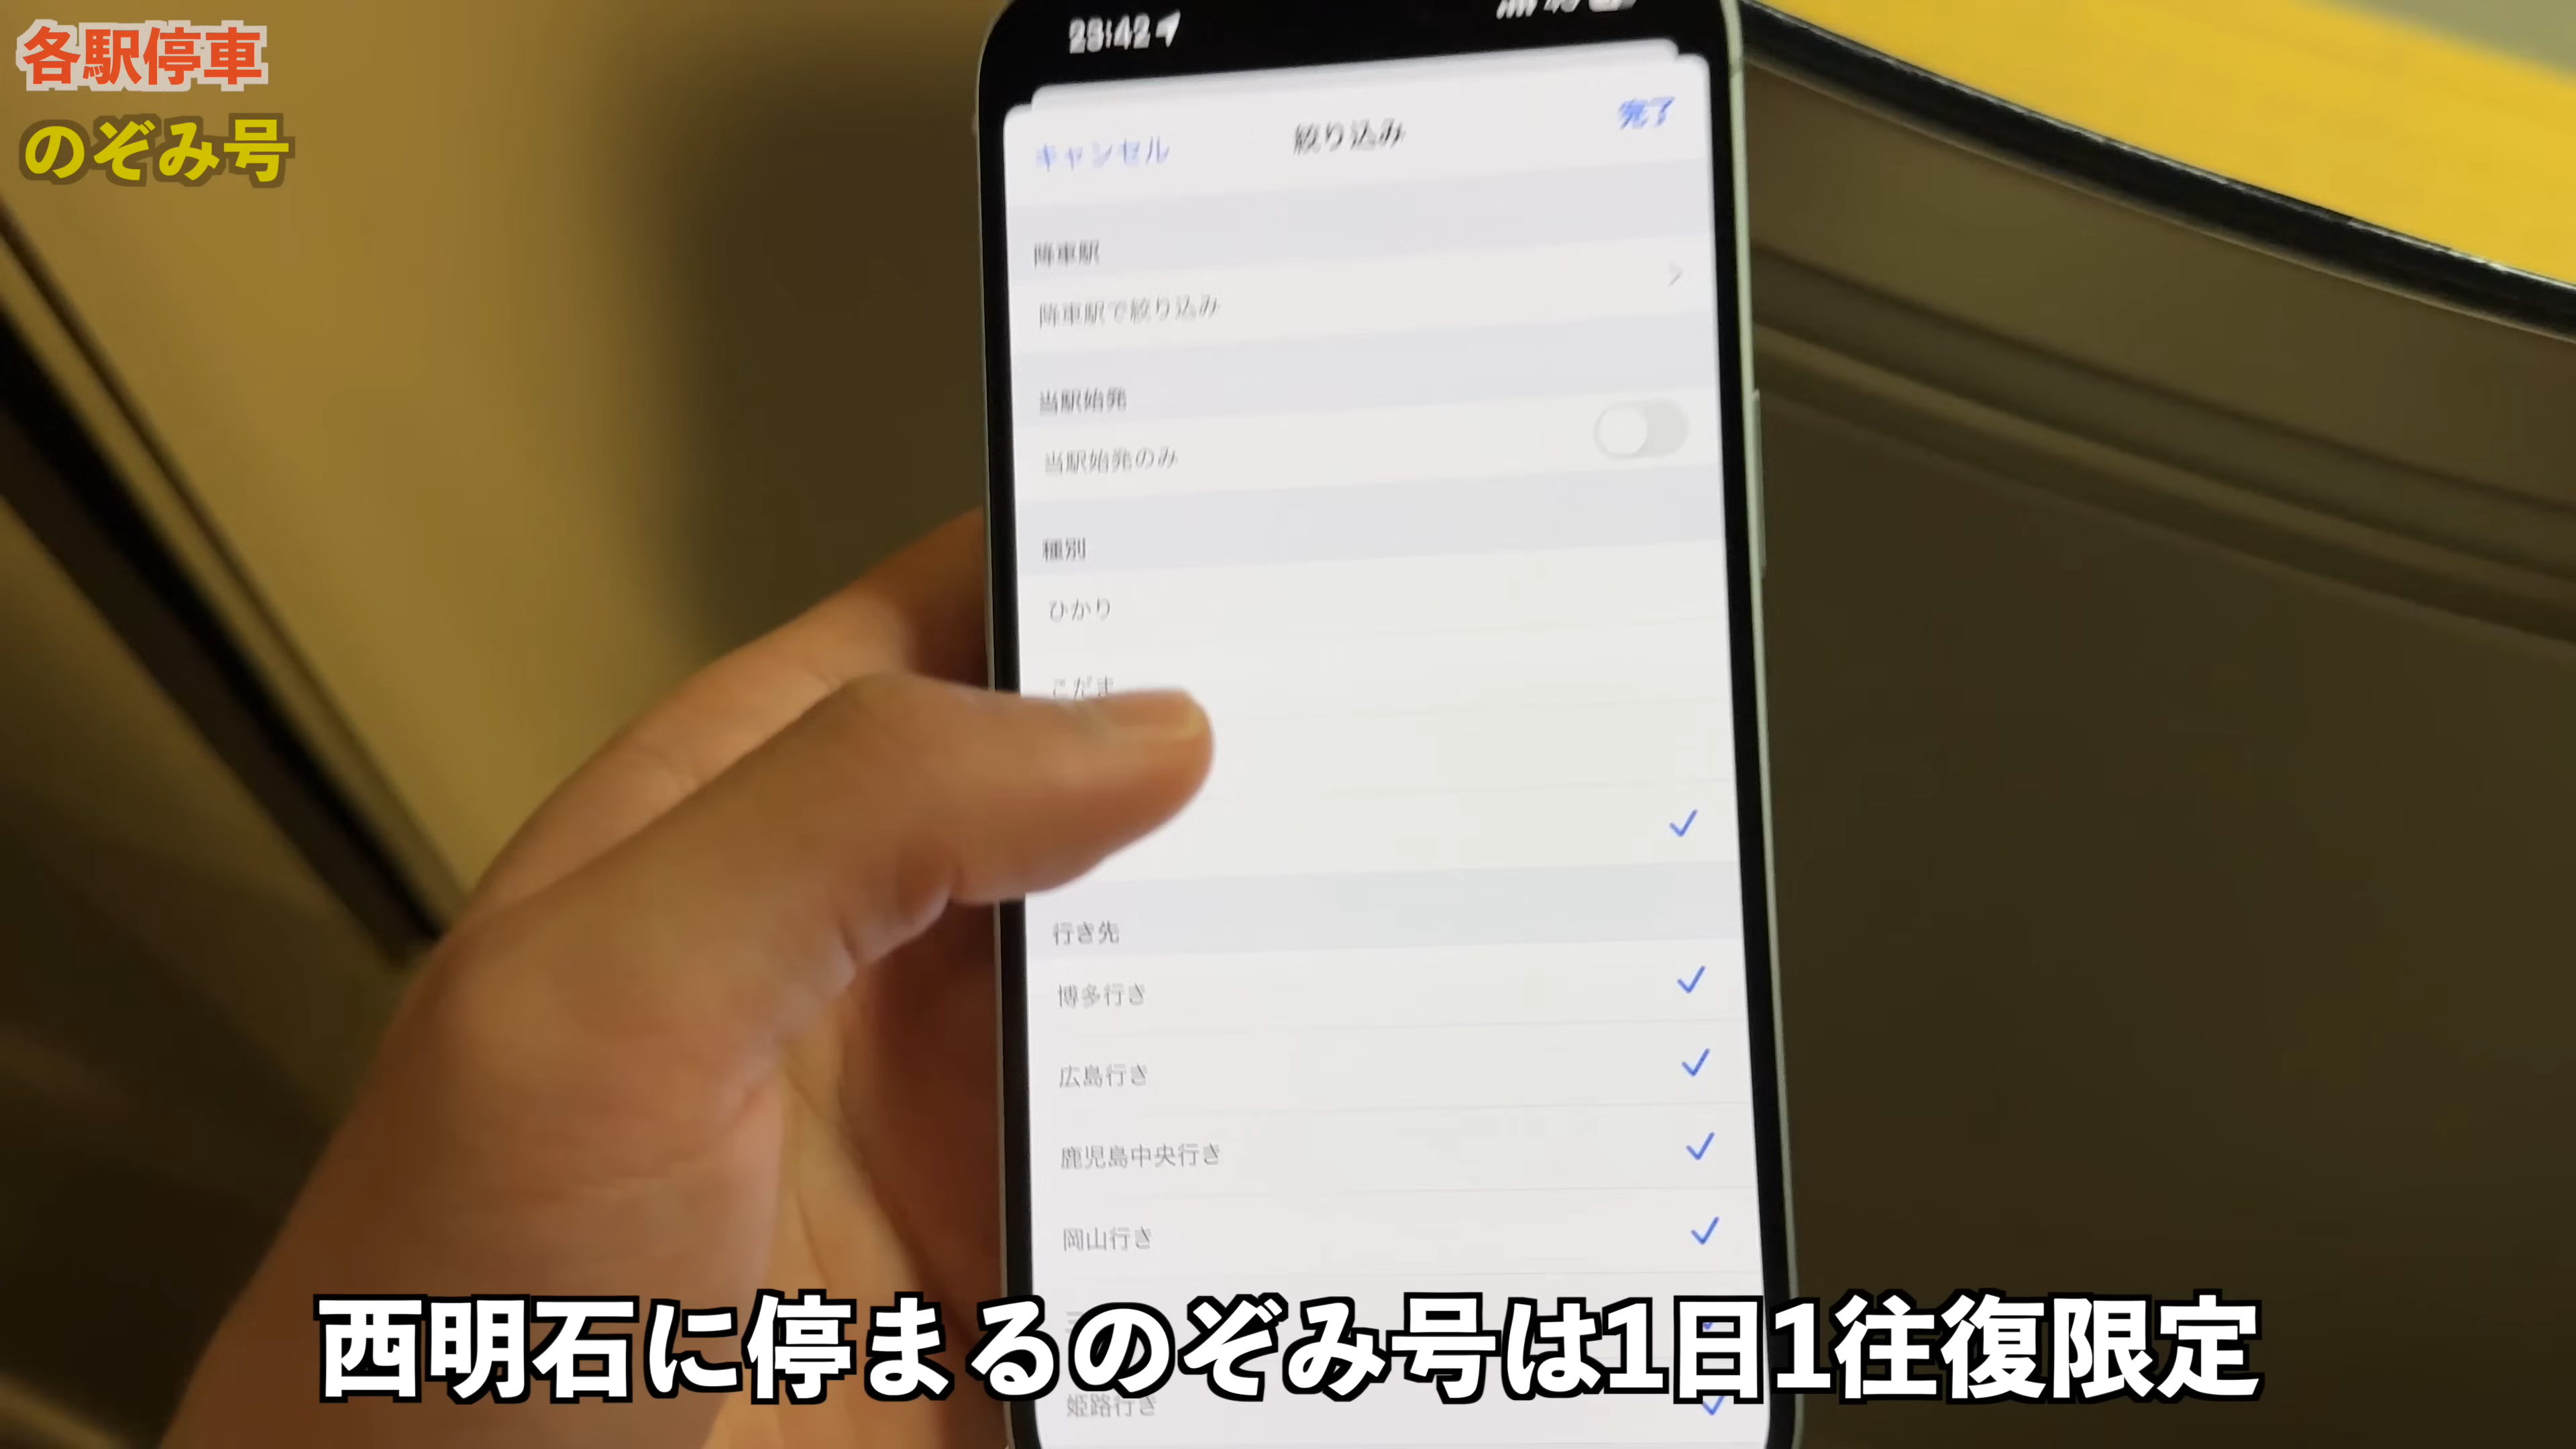 各駅停車
のぞみ号
23:42
キャンセル
絞り込み
完了
降車駅
降車駅で絞り込み
当駅始発
当駅始発のみ
種別
ひかり
こだま
行き先
博多行き
広島行き
鹿児島中央行き
岡山行き
西明石に停まるのぞみ号は1日1往復限定
姫路行き